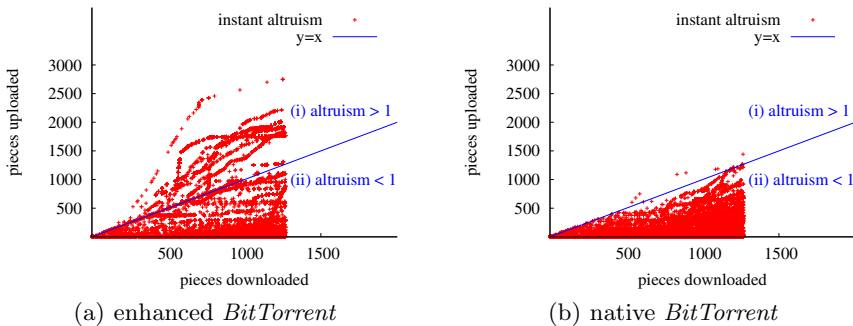 instant altruism
y=x
3000
2500
2000
1500
1000
500
pieces uploaded
(i) altruism > 1
(ii) altruism < 1
500 1000 1500
pieces downloaded
(a) enhanced BitTorrent
instant altruism
y=x
3000
2500
2000
1500
1000
500
pieces uploaded
(i) altruism > 1
(ii) altruism < 1
500 1000 1500
pieces downloaded
(b) native BitTorrent